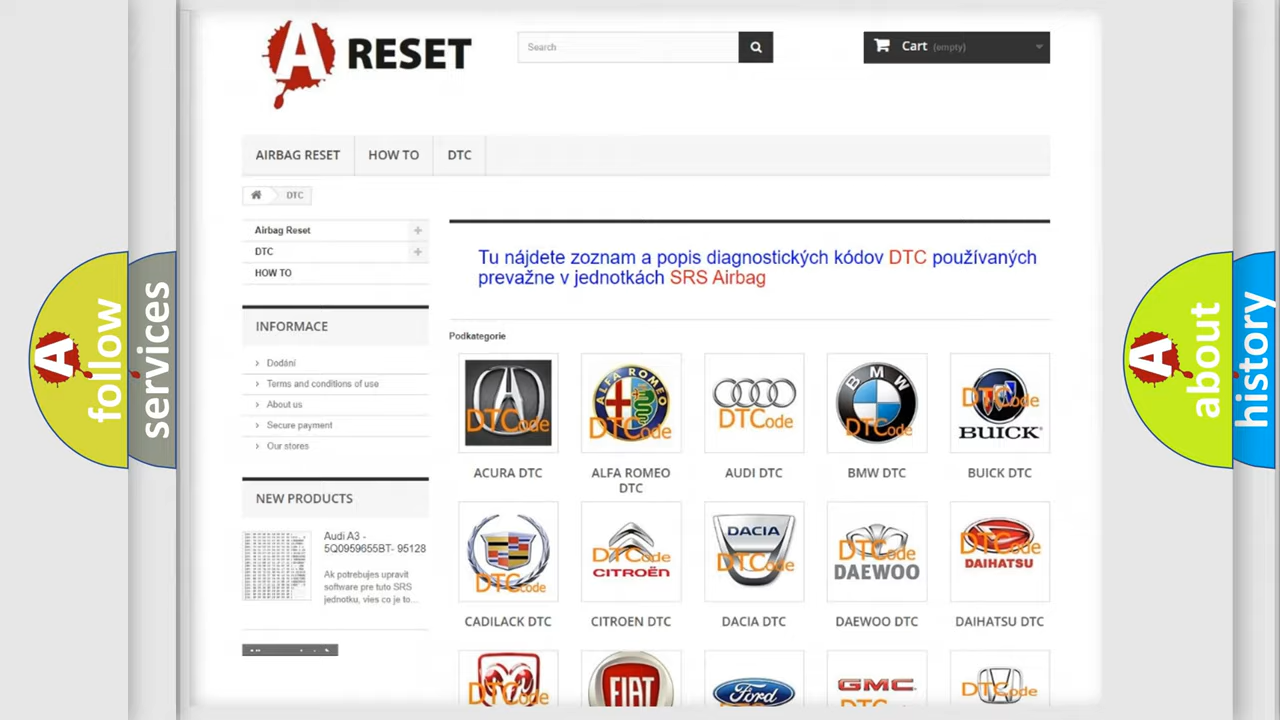 A RESET
Search
Cart (empty)
AIRBAG RESET
HOW TO
DTC
DTC
Airbag Reset
DTC
HOW TO
INFORMACE
Dodání
Terms and conditions of use
About us
Secure payment
Our stores
NEW PRODUCTS
Audi A3 -
5Q0959655BT- 95128
Ak potrebujes upravit
software pre tuto SRS
jednotku, vies co je to...
Tu nájdete zoznam a popis diagnostických kódov DTC používaných
prevažne v jednotkách SRS Airbag
Podkategorie
DTCode
ALFA ROMEO
DTCode
DTCode
BMW
DTCode
DTCode
BUICK
ACURA DTC
ALFA ROMEO
DTC
AUDI DTC
BMW DTC
BUICK DTC
DTCode
DTCode
CITROËN
DACIA
DTCode
DTCode
DAEWOO
DTCode
DAIHATSU
CADILACK DTC
CITROEN DTC
DACIA DTC
DAEWOO DTC
DAIHATSU DTC
DTCode
FIAT
Ford
GMC
DTCode
A follow
services
A about
history